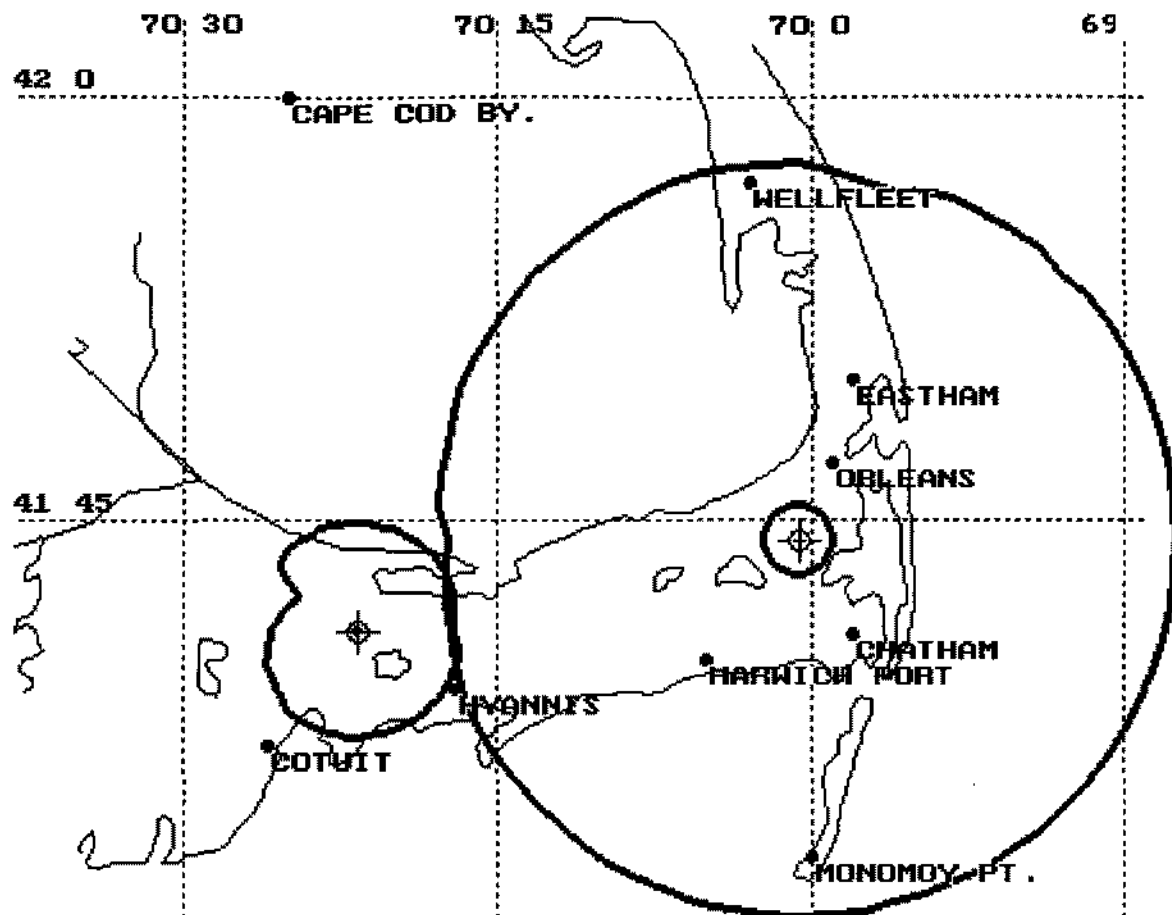 70 30 70 15 70 0 69
42 0
CAPE COD BY.
WELLFLEET
EASTHAM
ORLEANS
41 45
CHATHAM
HARWICH PORT
HYANNIS
COTUIT
MONOMOY PT.